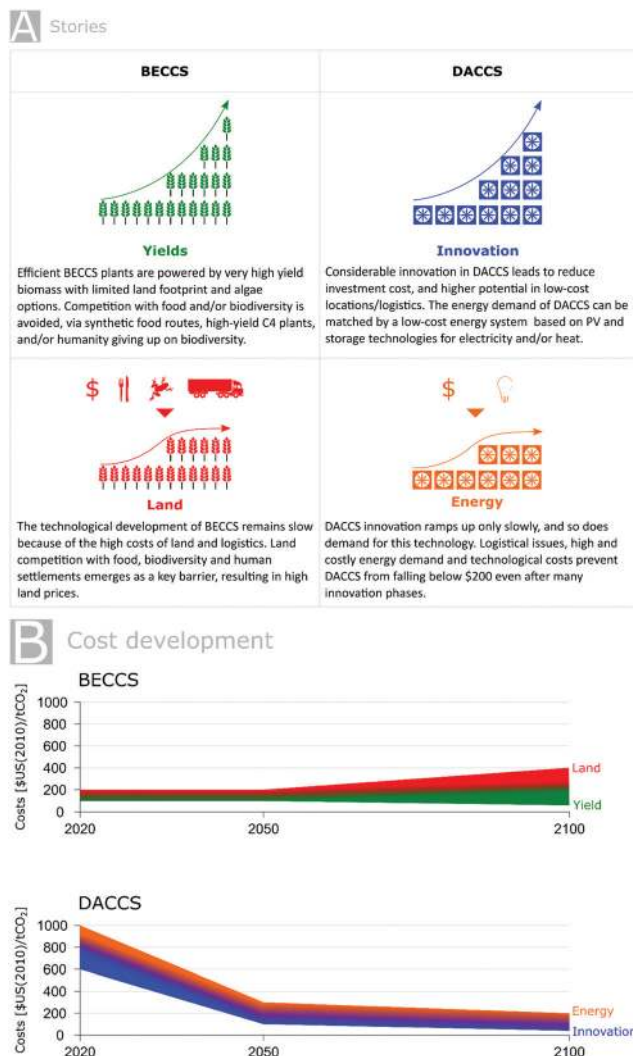 A Stories
BECCS
DACCS
Yields
Efficient BECCS plants are powered by very high yield
biomass with limited land footprint and algae
options. Competition with food and/or biodiversity is
avoided, via synthetic food routes, high-yield C4 plants,
and/or humanity giving up on biodiversity.
Innovation
Considerable innovation in DACCS leads to reduce
investment cost, and higher potential in low-cost
locations/logistics. The energy demand of DACCS can be
matched by a low-cost energy system based on PV and
storage technologies for electricity and/or heat.
$
Land
The technological development of BECCS remains slow
because of the high costs of land and logistics. Land
competition with food, biodiversity and human
settlements emerges as a key barrier, resulting in high
land prices.
$
Energy
DACCS innovation ramps up only slowly, and so does
demand for this technology. Logistical issues, high and
costly energy demand and technological costs prevent
DACCS from falling below $200 even after many
innovation phases.
B Cost development
BECCS
Costs [$US(2010)/tCO₂]
1000
800
600
400
200
0
2020
2050
2100
Land
Yield
DACCS
Costs [$US(2010)/tCO₂]
1000
800
600
400
200
0
2020
2050
2100
Energy
Innovation